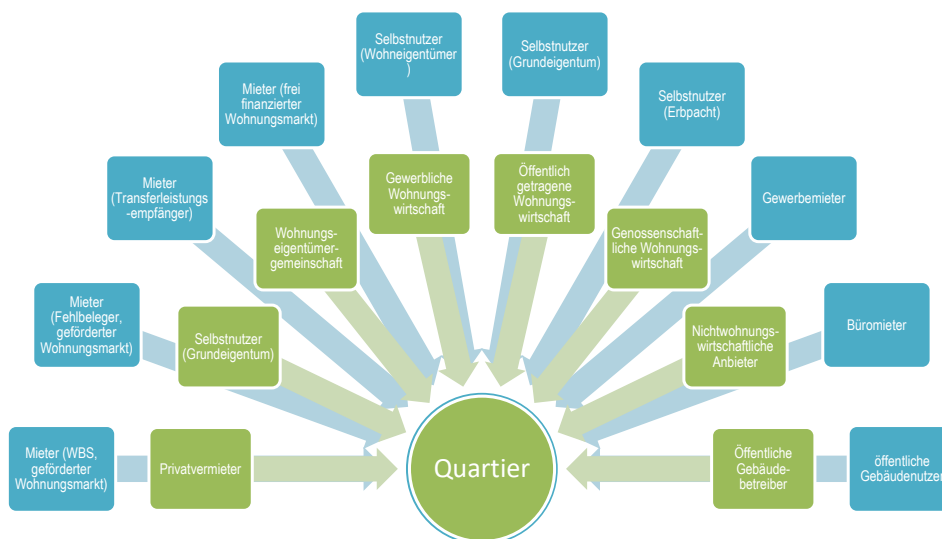 Selbstnutzer
(Wohneigentümer
)
Selbstnutzer
(Grundeigentum)
Mieter (frei
finanzierter
Wohnungsmarkt)
Selbstnutzer
(Erbpacht)
Mieter
(Transferleistungs
-empfänger)
Gewerbliche
Wohnungs-
wirtschaft
Öffentlich
getragene
Wohnungs-
wirtschaft
Gewerbemieter
Wohnungs-
eigentümer-
gemeinschaft
Genossenschaft-
liche Wohnungs-
wirtschaft
Mieter
(Fehlbeleger,
geförderter
Wohnungsmarkt)
Selbstnutzer
(Grundeigentum)
Nichtwohnungs-
wirtschaftliche
Anbieter
Büromieter
Mieter (WBS,
geförderter
Wohnungsmarkt)
Privatvermieter
Quartier
Öffentliche
Gebäude-
betreiber
öffentliche
Gebäudenutzer